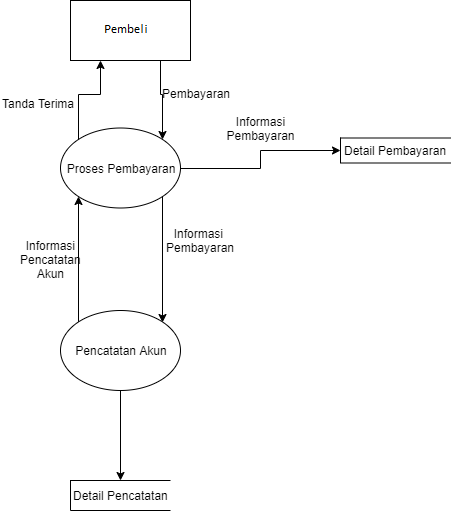 Pembeli
Tanda Terima
Pembayaran
Informasi
Pembayaran
Detail Pembayaran
Proses Pembayaran
Informasi
Pencatatan
Akun
Informasi
Pembayaran
Pencatatan Akun
Detail Pencatatan